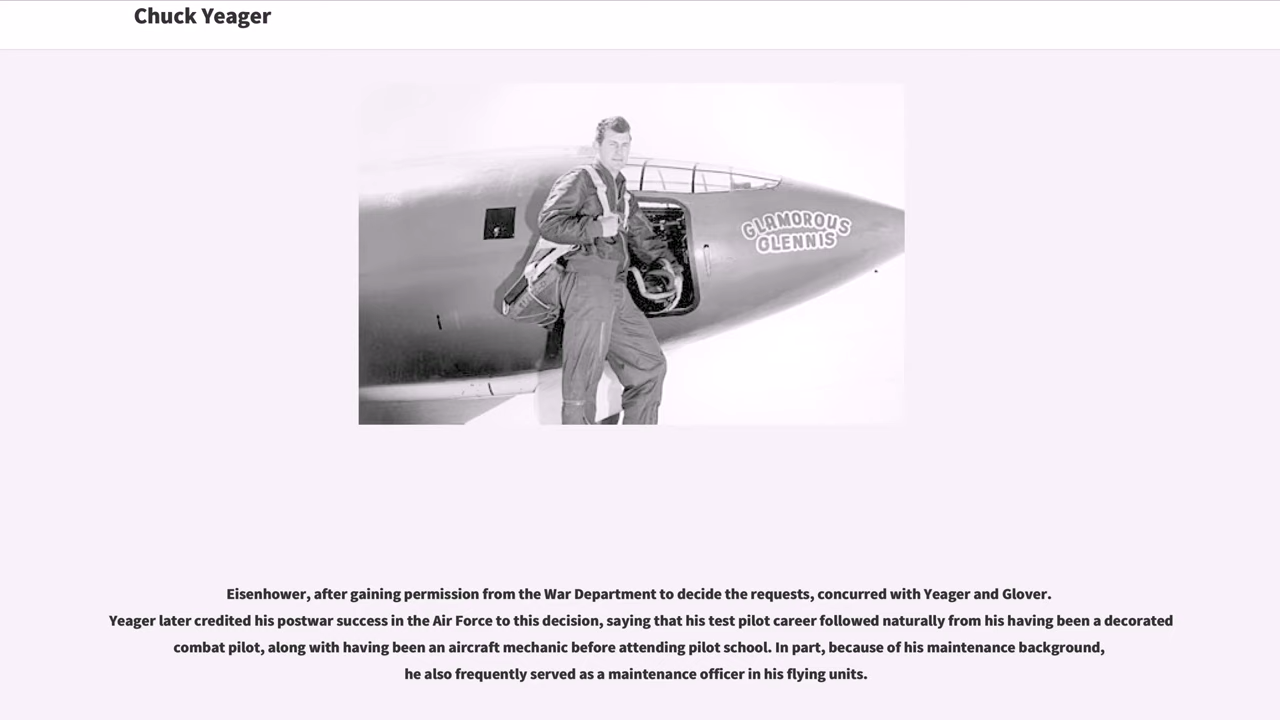 Chuck Yeager
GLAMOROUS
GLENNIS
Eisenhower, after gaining permission from the War Department to decide the requests, concurred with Yeager and Glover.
Yeager later credited his postwar success in the Air Force to this decision, saying that his test pilot career followed naturally from his having been a decorated
combat pilot, along with having been an aircraft mechanic before attending pilot school. In part, because of his maintenance background,
he also frequently served as a maintenance officer in his flying units.